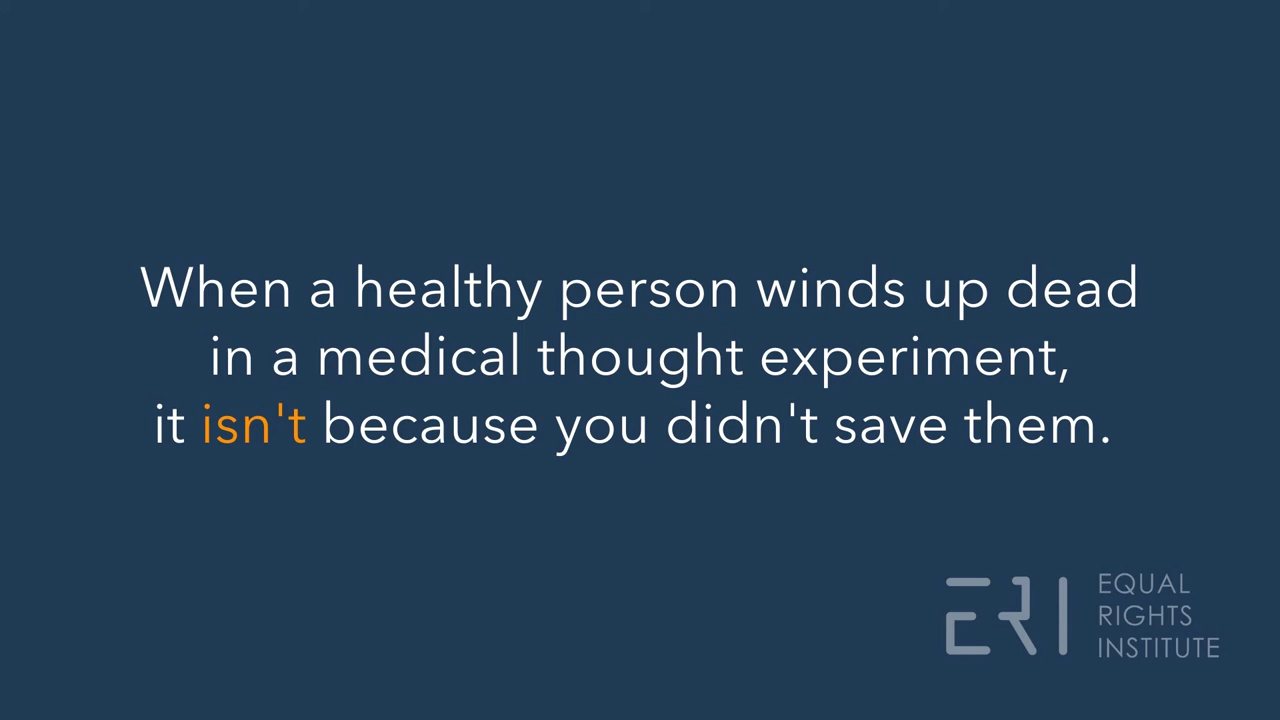 When a healthy person winds up dead
in a medical thought experiment,
it isn't because you didn't save them.
ERI
EQUAL
RIGHTS
INSTITUTE